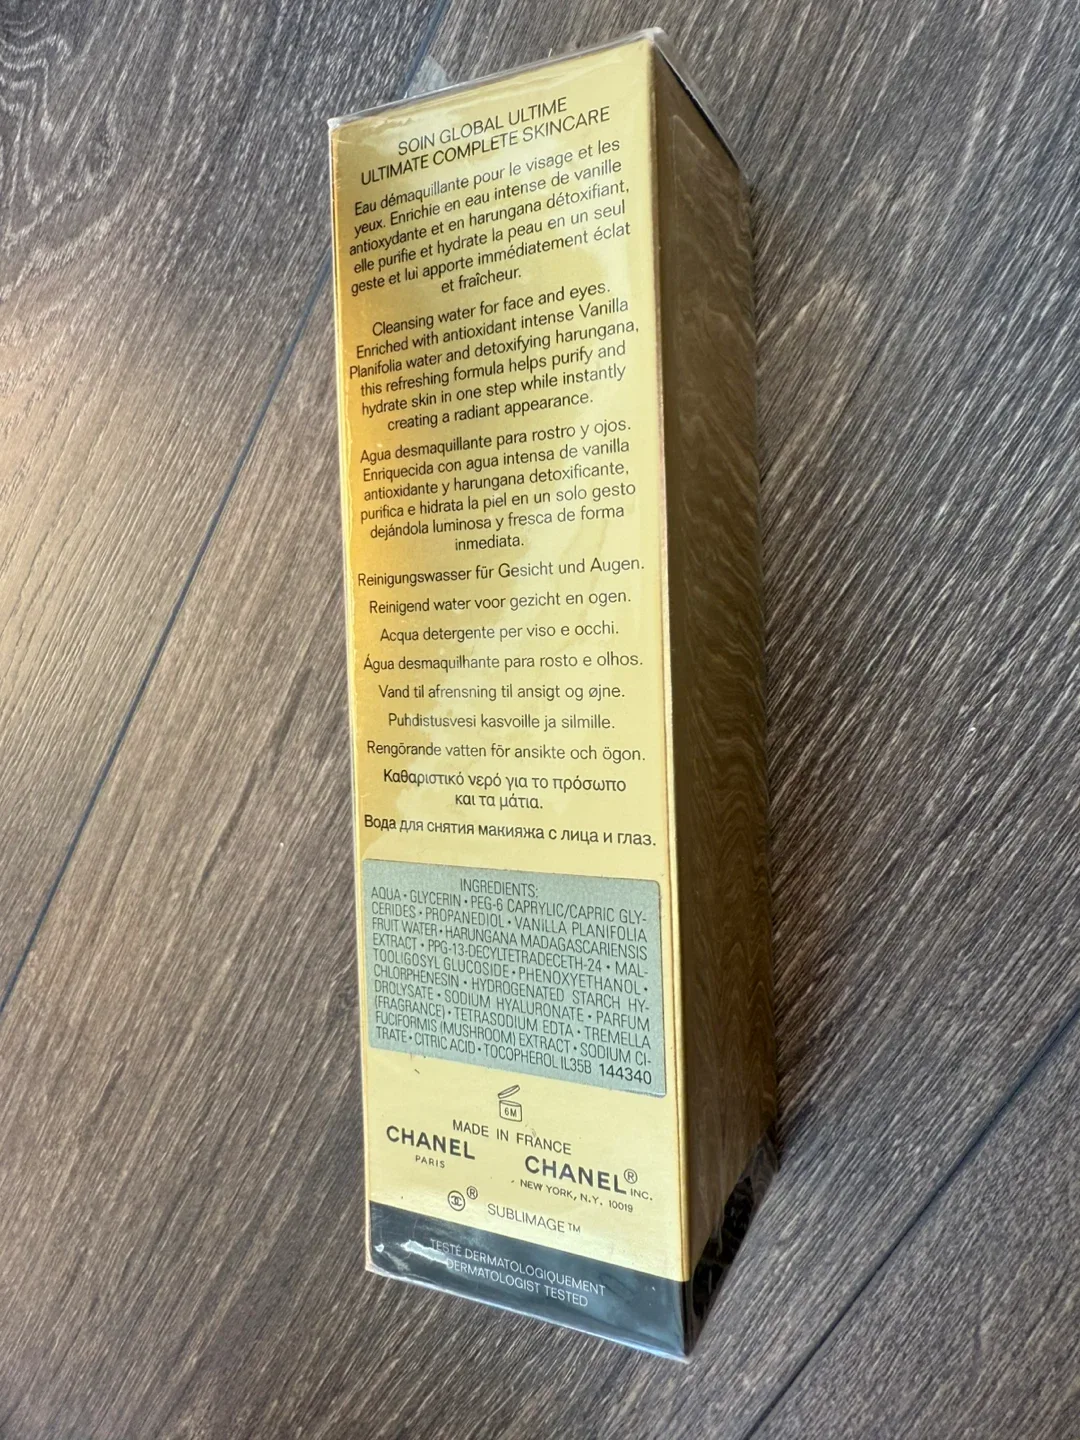 SOIN GLOBAL ULTIME
ULTIMATE COMPLETE SKINCARE
Eau démaquillante pour le visage et les
yeux. Enrichie en eau intense de vanille
antioxydante et en harungana détoxifiant,
elle purifie et hydrate la peau en un seul
geste et lui apporte immédiatement éclat
et fraîcheur.
Cleansing water for face and eyes.
Enriched with antioxidant intense Vanilla
Planifolia water and detoxifying harungana,
this refreshing formula helps purify and
hydrate skin in one step while instantly
creating a radiant appearance.
Agua desmaquillante para rostro y ojos.
Enriquecida con agua intensa de vanilla
antioxidante y harungana detoxificante,
purifica e hidrata la piel en un solo gesto
dejándola luminosa y fresca de forma
inmediata.
Reinigungswasser für Gesicht und Augen.
Reinigend water voor gezicht en ogen.
Acqua detergente per viso e occhi.
Água desmaquilhante para rosto e olhos.
Vand til afrensning til ansigt og øjne.
Puhdistusvesi kasvoille ja silmille.
Rengörande vatten för ansikte och ögon.
Καθαριστικό νερό για το πρόσωπο
και τα μάτια.
Вода для снятия макияжа с лица и глаз.
INGREDIENTS:
AQUA • GLYCERIN • PEG-6 CAPRYLIC/CAPRIC GLY-
CERIDES • PROPANEDIOL • VANILLA PLANIFOLIA
FRUIT WATER • HARUNGANA MADAGASCARIENSIS
EXTRACT • PPG-13-DECYLTETRADECETH-24 • MAL-
TOOLIGOSYL GLUCOSIDE • PHENOXYETHANOL •
CHLORPHENESIN • HYDROGENATED STARCH HY-
DROLYSATE • SODIUM HYALURONATE • PARFUM
(FRAGRANCE) • TETRASODIUM EDTA • TREMELLA
FUCIFORMIS (MUSHROOM) EXTRACT • SODIUM CI-
TRATE • CITRIC ACID • TOCOPHEROL IL35B 144340
6M
MADE IN FRANCE
CHANEL
PARIS
CHANEL® INC.
NEW YORK, N.Y. 10019
® SUBLIMAGE™
TESTÉ DERMATOLOGIQUEMENT
DERMATOLOGIST TESTED